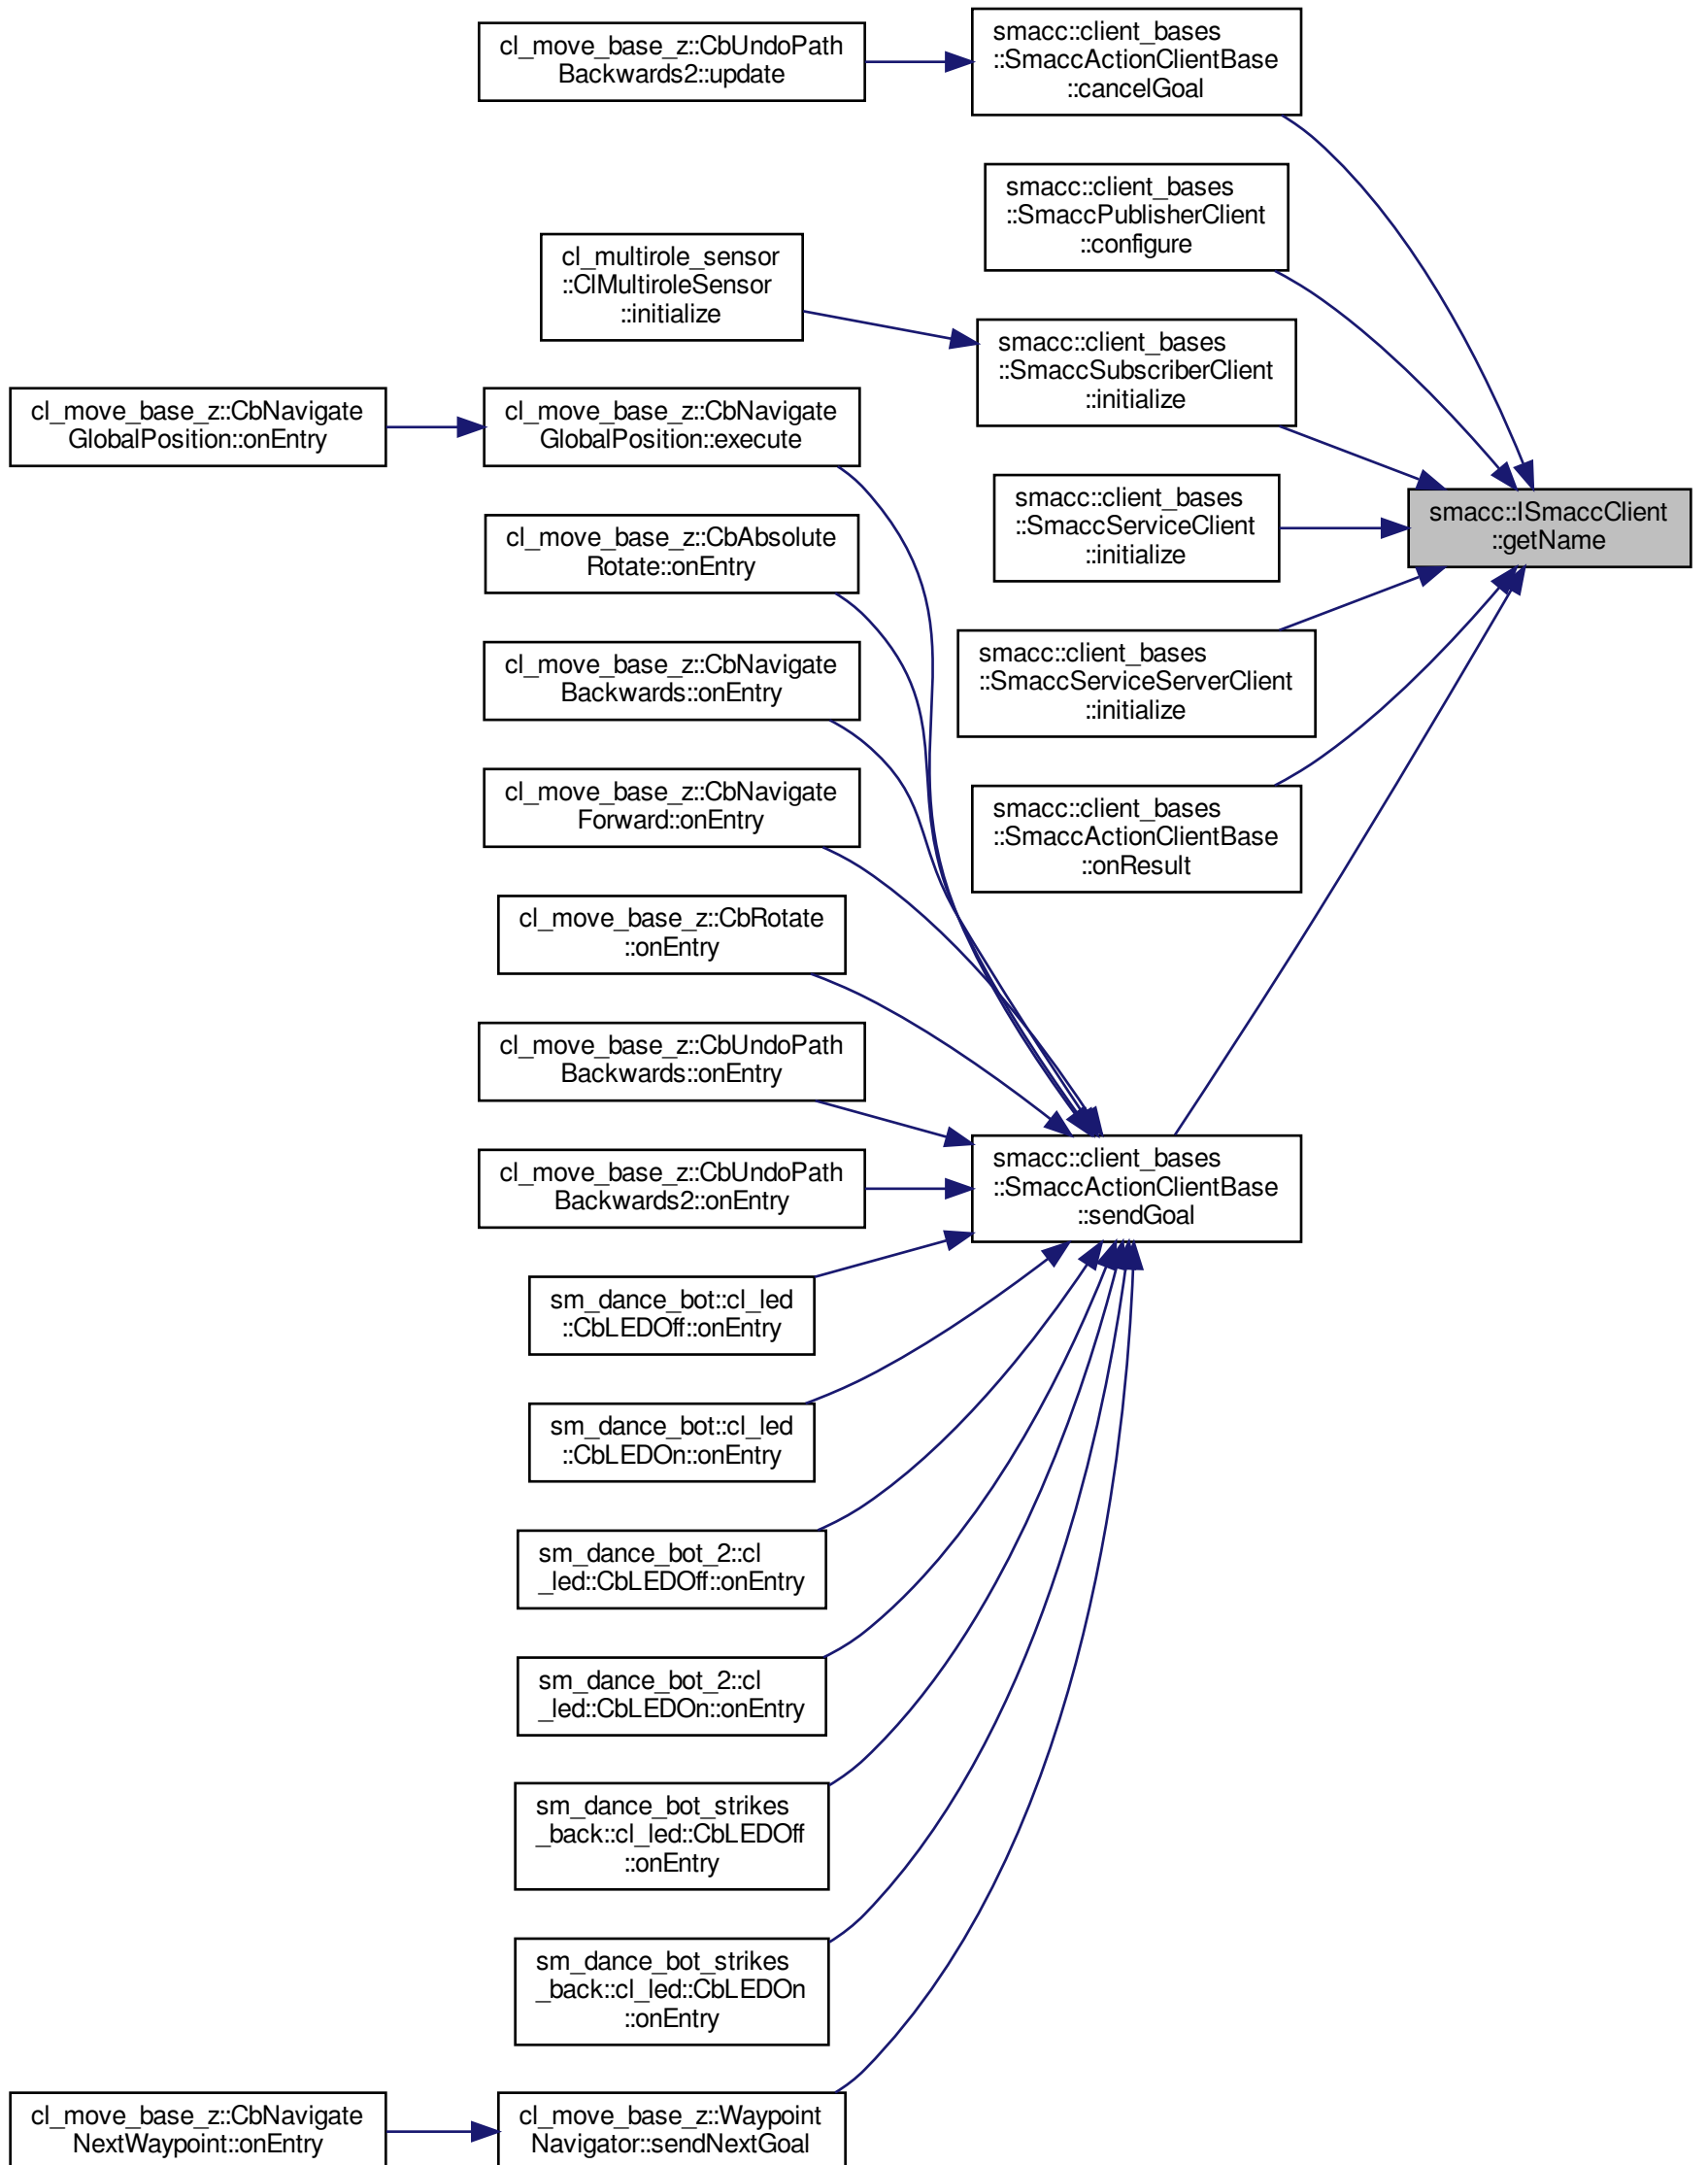 cl_move_base_z::CbUndoPath
Backwards2::update
smacc::client_bases
::SmaccActionClientBase
::cancelGoal
smacc::client_bases
::SmaccPublisherClient
::configure
cl_multirole_sensor
::ClMultiroleSensor
::initialize
smacc::client_bases
::SmaccSubscriberClient
::initialize
cl_move_base_z::CbNavigate
GlobalPosition::onEntry
cl_move_base_z::CbNavigate
GlobalPosition::execute
smacc::client_bases
::SmaccServiceClient
::initialize
smacc::ISmaccClient
::getName
cl_move_base_z::CbAbsolute
Rotate::onEntry
cl_move_base_z::CbNavigate
Backwards::onEntry
smacc::client_bases
::SmaccServiceServerClient
::initialize
cl_move_base_z::CbNavigate
Forward::onEntry
smacc::client_bases
::SmaccActionClientBase
::onResult
cl_move_base_z::CbRotate
::onEntry
cl_move_base_z::CbUndoPath
Backwards::onEntry
cl_move_base_z::CbUndoPath
Backwards2::onEntry
smacc::client_bases
::SmaccActionClientBase
::sendGoal
sm_dance_bot::cl_led
::CbLEDOff::onEntry
sm_dance_bot::cl_led
::CbLEDOn::onEntry
sm_dance_bot_2::cl
_led::CbLEDOff::onEntry
sm_dance_bot_2::cl
_led::CbLEDOn::onEntry
sm_dance_bot_strikes
_back::cl_led::CbLEDOff
::onEntry
sm_dance_bot_strikes
_back::cl_led::CbLEDOn
::onEntry
cl_move_base_z::CbNavigate
NextWaypoint::onEntry
cl_move_base_z::Waypoint
Navigator::sendNextGoal